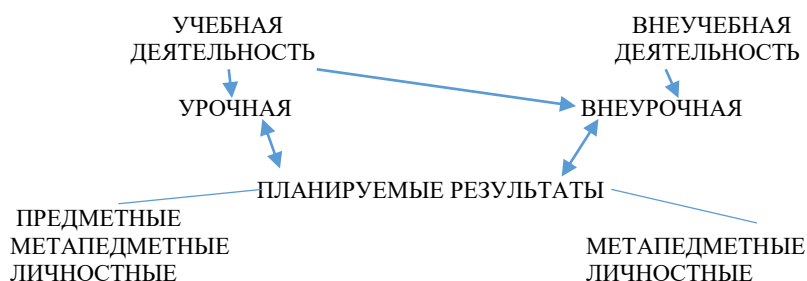 УЧЕБНАЯ
ДЕЯТЕЛЬНОСТЬ
ВНЕУЧЕБНАЯ
ДЕЯТЕЛЬНОСТЬ
УРОЧНАЯ
ВНЕУРОЧНАЯ
ПЛАНИРУЕМЫЕ РЕЗУЛЬТАТЫ
ПРЕДМЕТНЫЕ
МЕТАПЕДМЕТНЫЕ
ЛИЧНОСТНЫЕ
МЕТАПЕДМЕТНЫЕ
ЛИЧНОСТНЫЕ